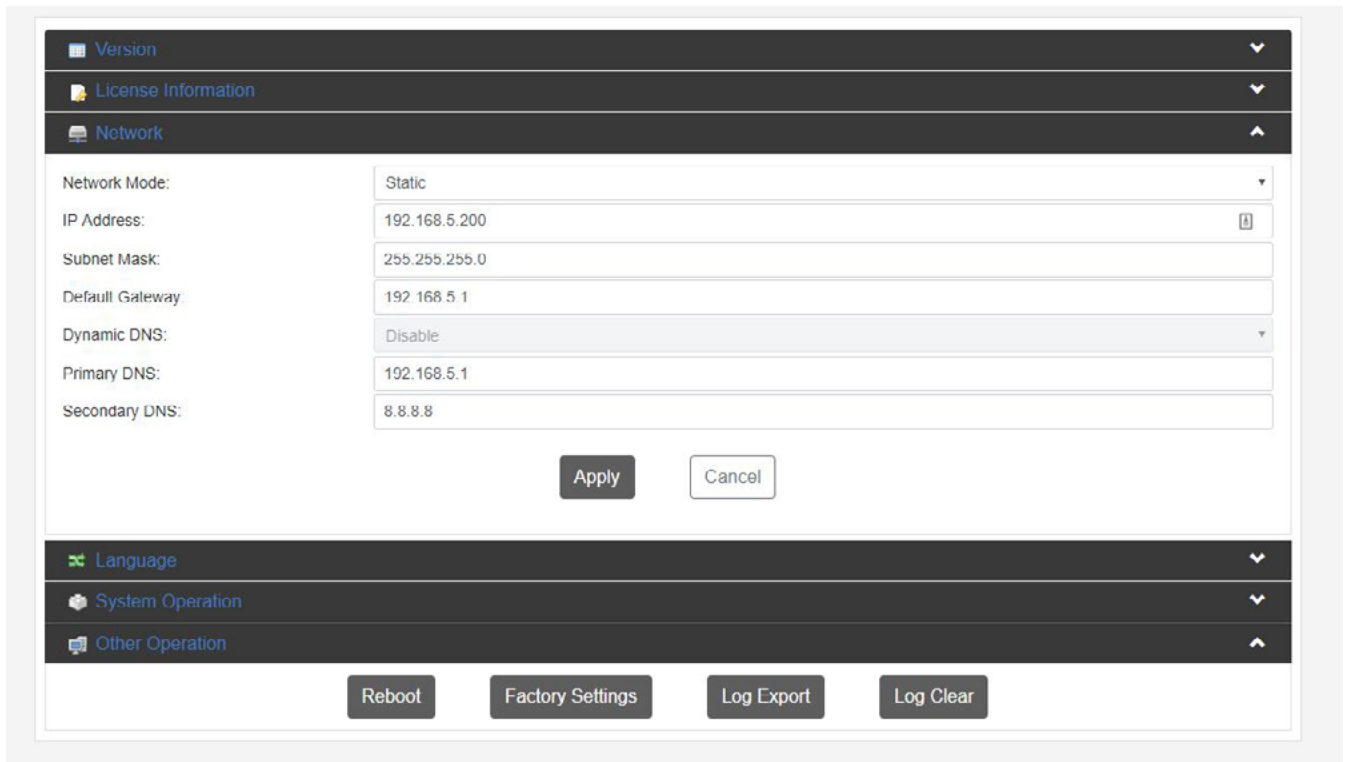 Version
License Information
Network
Network Mode: Static
IP Address: 192.168.5.200
Subnet Mask: 255.255.255.0
Default Gateway: 192.168.5.1
Dynamic DNS: Disable
Primary DNS: 192.168.5.1
Secondary DNS: 8.8.8.8
Apply Cancel
Language
System Operation
Other Operation
Reboot Factory Settings Log Export Log Clear